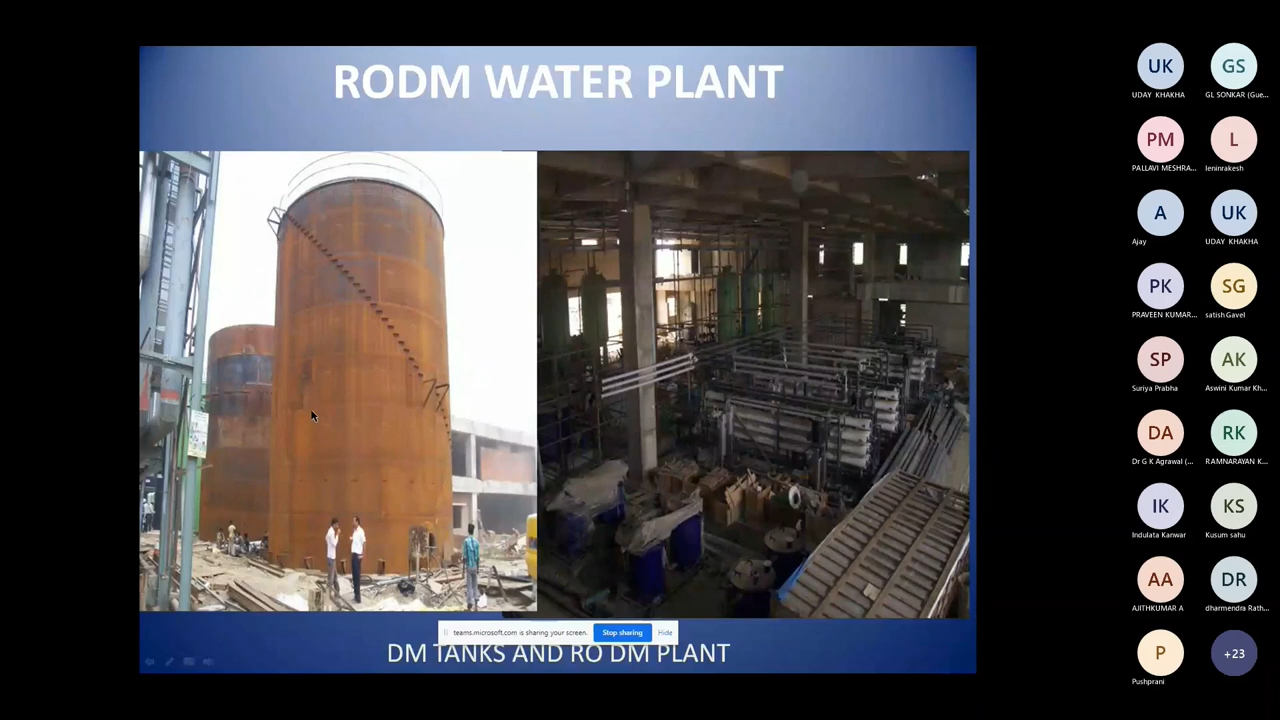 RODM WATER PLANT
teams.microsoft.com is sharing your screen.
Stop sharing
Hide
DM TANKS AND RO DM PLANT
UK
UDAY KHAKHA
GS
GL SONKAR (Gue...
PM
PALLAVI MESHRA...
L
leninrakesh
A
Ajay
UK
UDAY KHAKHA
PK
PRAVEEN KUMAR...
SG
satish Gavel
SP
Suriya Prabha
AK
Aswini Kumar Kh...
DA
Dr G K Agrawal (...
RK
RAMNARAYAN K...
IK
Indulata Kanwar
KS
Kusum sahu
AA
AJITHKUMAR A
DR
dharmendra Rath...
P
Pushprani
+23